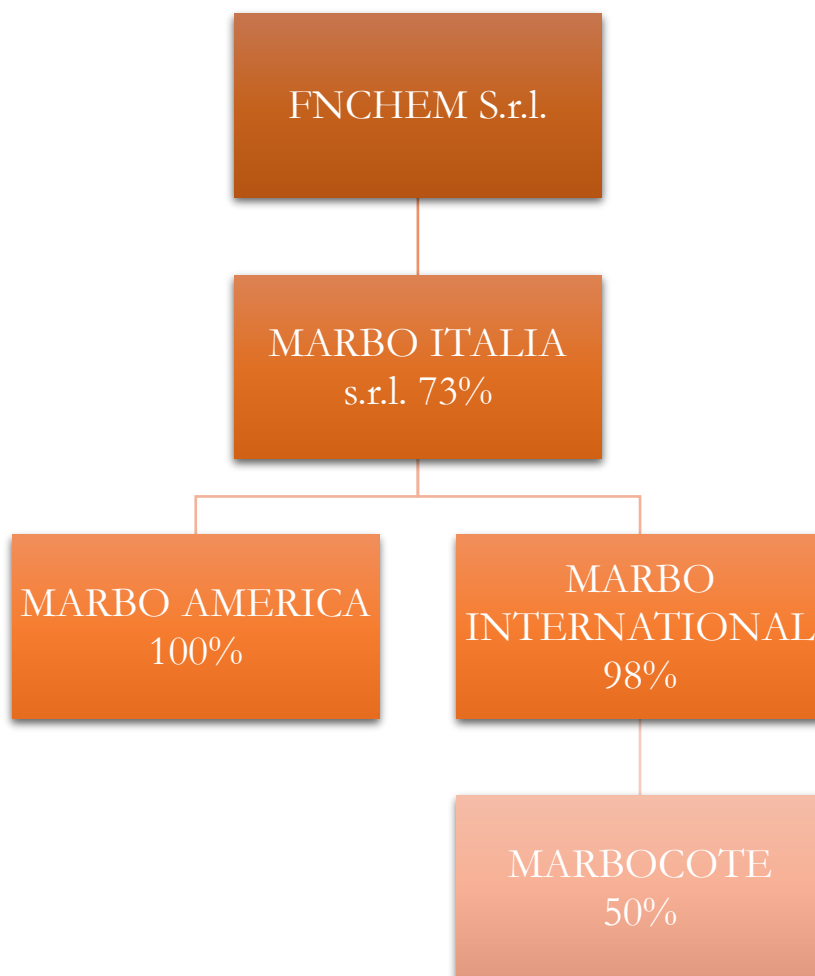 FNCHEM S.r.l.
MARBO ITALIA
s.r.l. 73%
MARBO AMERICA
100%
MARBO
INTERNATIONAL
98%
MARBOCOTE
50%